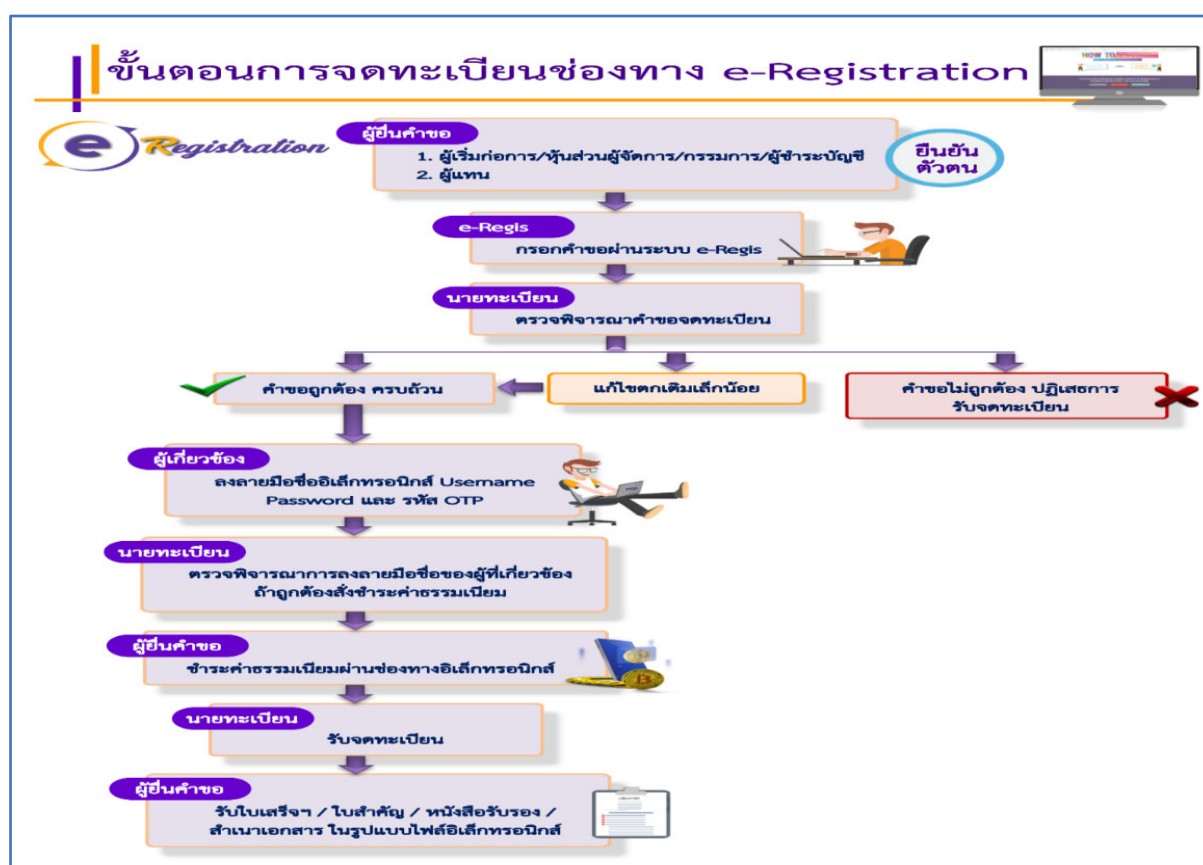 ขั้นตอนการจดทะเบียนช่องทาง e-Registration
HOW TO
e Registration
ผู้ยื่นคำขอ
1. ผู้เริ่มก่อการ/หุ้นส่วนผู้จัดการ/กรรมการ/ผู้ชำระบัญชี
2. ผู้แทน
ยืนยัน
ตัวตน
e-Regis
กรอกคำขอผ่านระบบ e-Regis
นายทะเบียน
ตรวจพิจารณาคำขอจดทะเบียน
คำขอถูกต้อง ครบถ้วน
แก้ไขตกเติมเล็กน้อย
คำขอไม่ถูกต้อง ปฏิเสธการ
รับจดทะเบียน
ผู้เกี่ยวข้อง
ลงลายมือชื่ออิเล็กทรอนิกส์ Username
Password และ รหัส OTP
นายทะเบียน
ตรวจพิจารณาการลงลายมือชื่อของผู้ที่เกี่ยวข้อง
ถ้าถูกต้องสั่งชำระค่าธรรมเนียม
ผู้ยื่นคำขอ
ชำระค่าธรรมเนียมผ่านช่องทางอิเล็กทรอนิกส์
นายทะเบียน
รับจดทะเบียน
ผู้ยื่นคำขอ
รับใบเสร็จฯ / ใบสำคัญ / หนังสือรับรอง /
สำเนาเอกสาร ในรูปแบบไฟล์อิเล็กทรอนิกส์